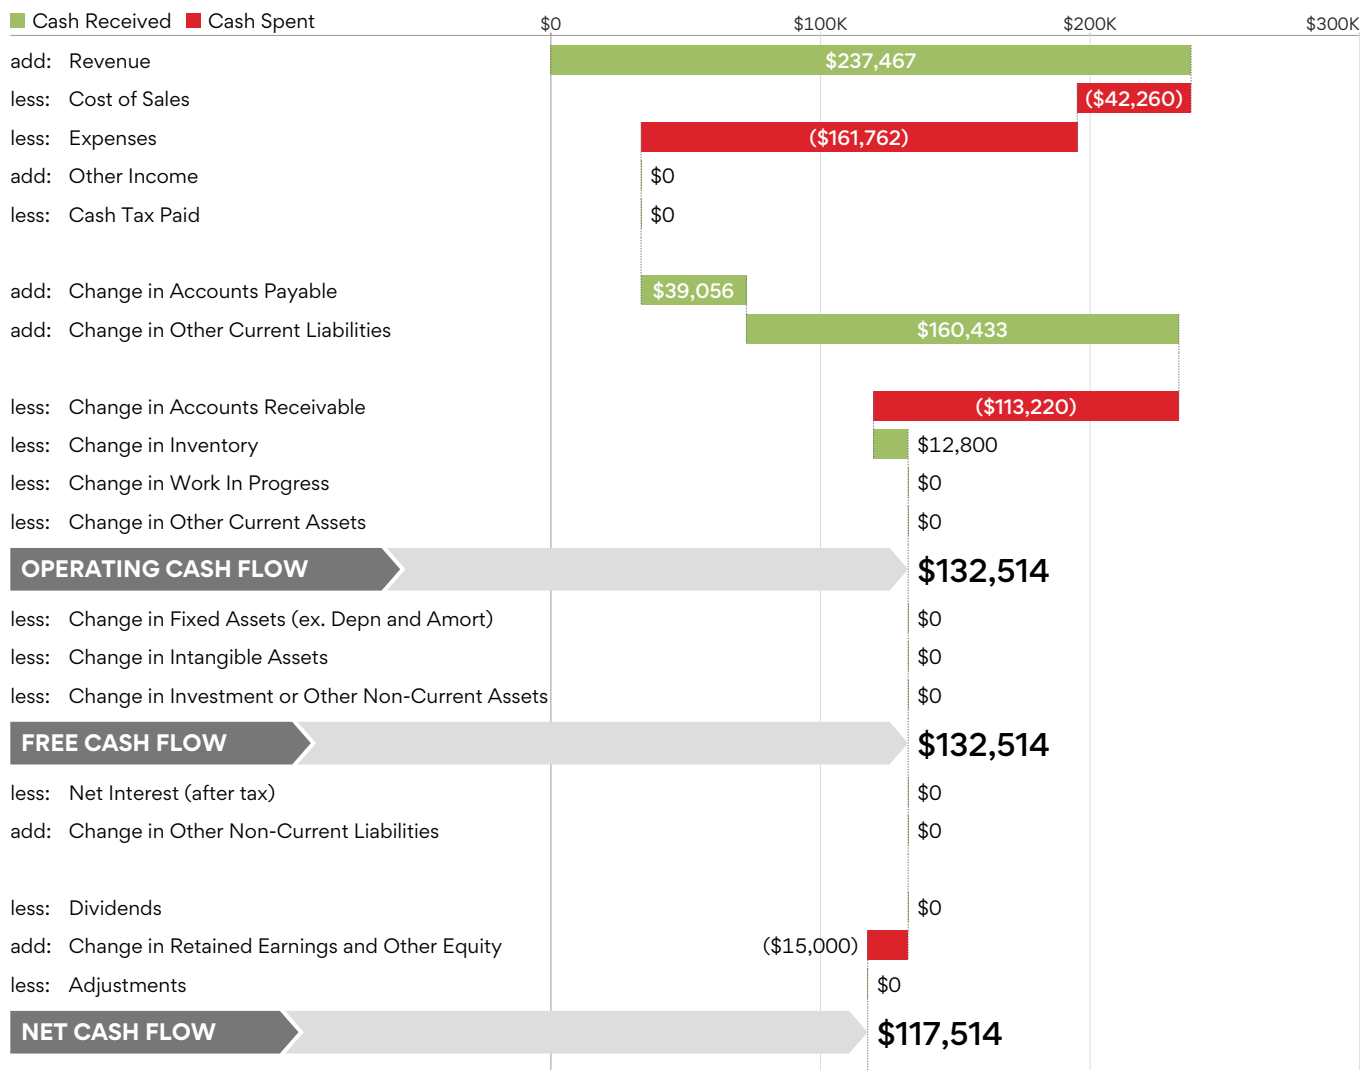 Cash Received Cash Spent $0 $100K $200K $300K
add: Revenue $237,467
less: Cost of Sales ($42,260)
less: Expenses ($161,762)
add: Other Income $0
less: Cash Tax Paid $0
add: Change in Accounts Payable $39,056
add: Change in Other Current Liabilities $160,433
less: Change in Accounts Receivable ($113,220)
less: Change in Inventory $12,800
less: Change in Work In Progress $0
less: Change in Other Current Assets $0
OPERATING CASH FLOW $132,514
less: Change in Fixed Assets (ex. Depn and Amort) $0
less: Change in Intangible Assets $0
less: Change in Investment or Other Non-Current Assets $0
FREE CASH FLOW $132,514
less: Net Interest (after tax) $0
add: Change in Other Non-Current Liabilities $0
less: Dividends $0
add: Change in Retained Earnings and Other Equity ($15,000)
less: Adjustments $0
NET CASH FLOW $117,514